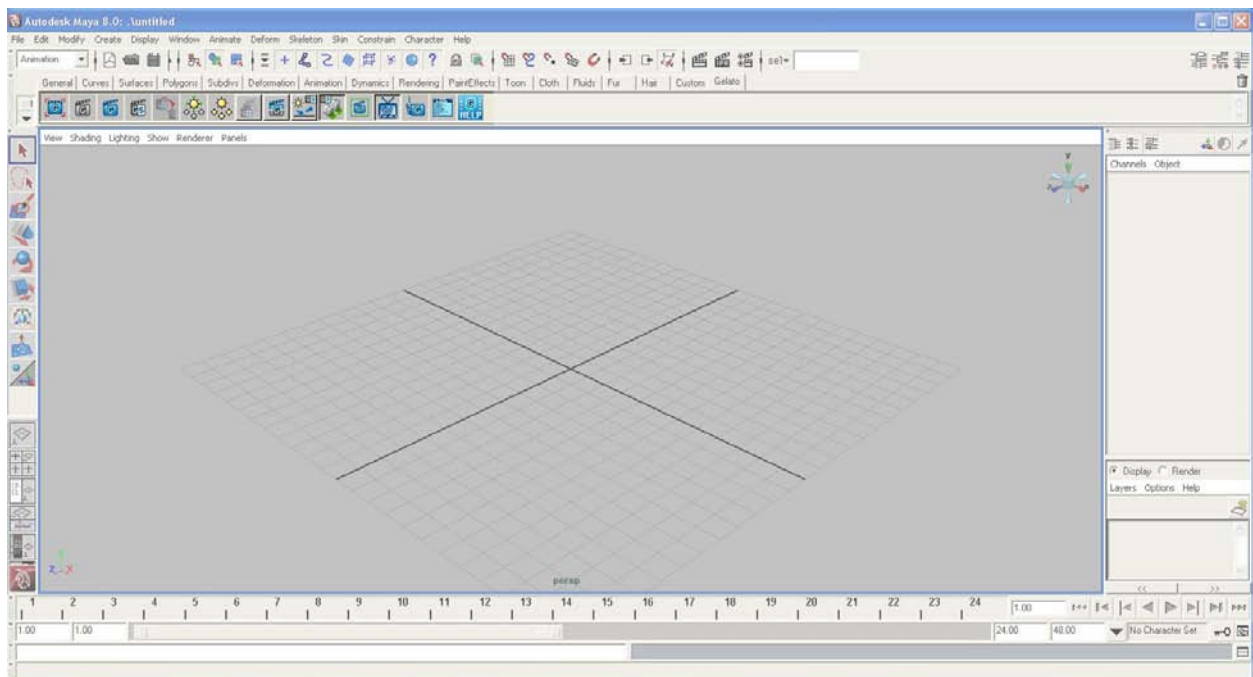 Autodesk Maya 8.0: .\untitled
File Edit Modify Create Display Window Animate Deform Skeleton Skin Constrain Character Help
Animation sel=
General Curves Surfaces Polygons Subdivs Deformation Animation Dynamics Rendering PaintEffects Toon Cloth Fluids Fur Hair Custom Gelato
HELP
View Shading Lighting Show Renderer Panels
Channels Object
Y
Display Render
Layers Options Help
Z X
persp
<< >>
1 2 3 4 5 6 7 8 9 10 11 12 13 14 15 16 17 18 19 20 21 22 23 24 1.00
1.00 1.00 24.00 48.00 No Character Set